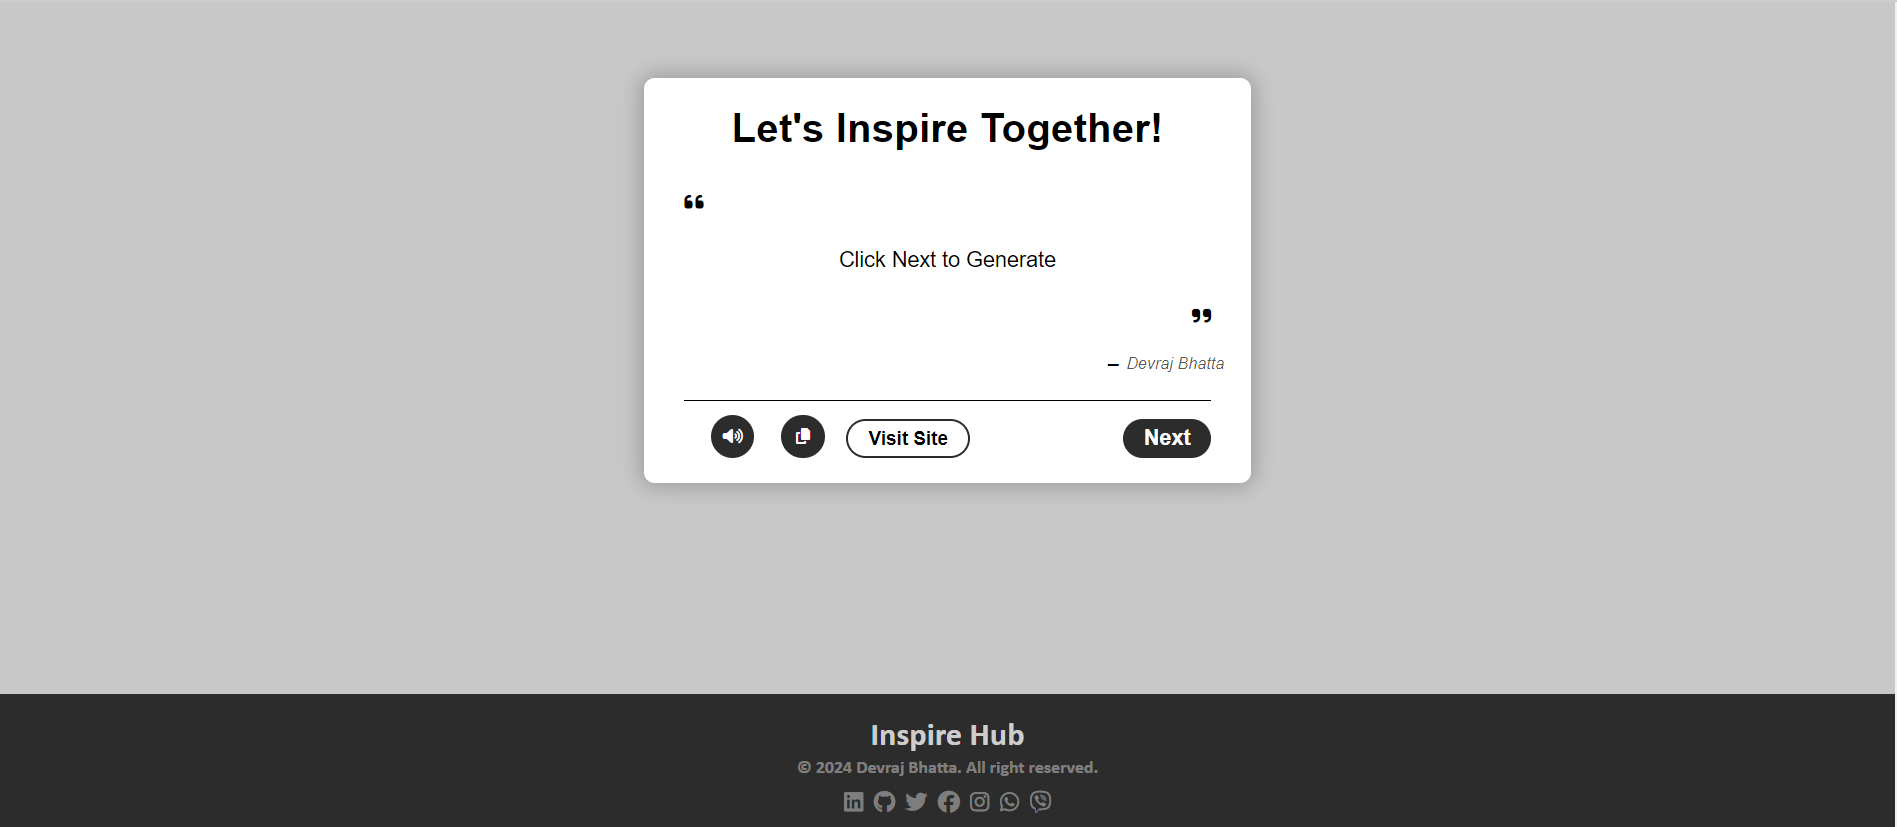 Let's Inspire Together!
“
Click Next to Generate
”
– Devraj Bhatta
Visit Site
Next
Inspire Hub
© 2024 Devraj Bhatta. All right reserved.